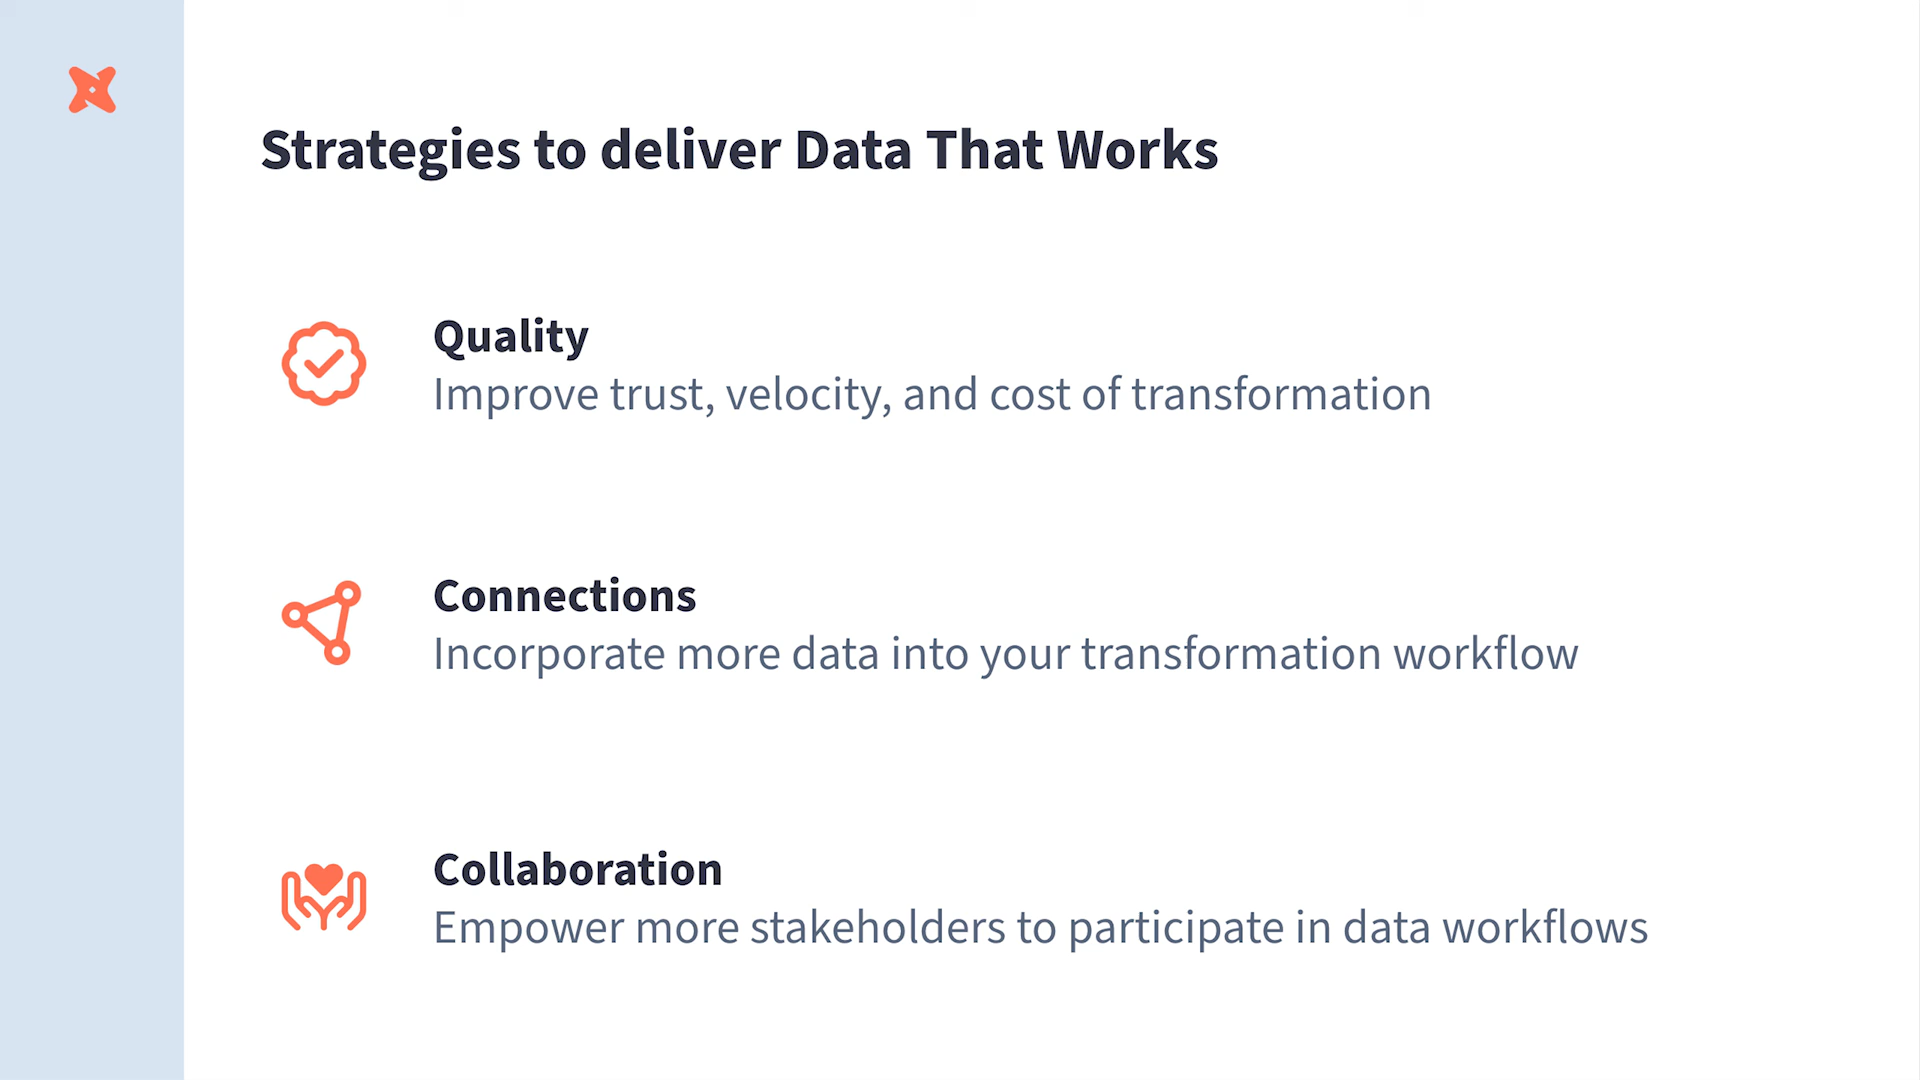 Strategies to deliver Data That Works
Quality
Improve trust, velocity, and cost of transformation
Connections
Incorporate more data into your transformation workflow
Collaboration
Empower more stakeholders to participate in data workflows